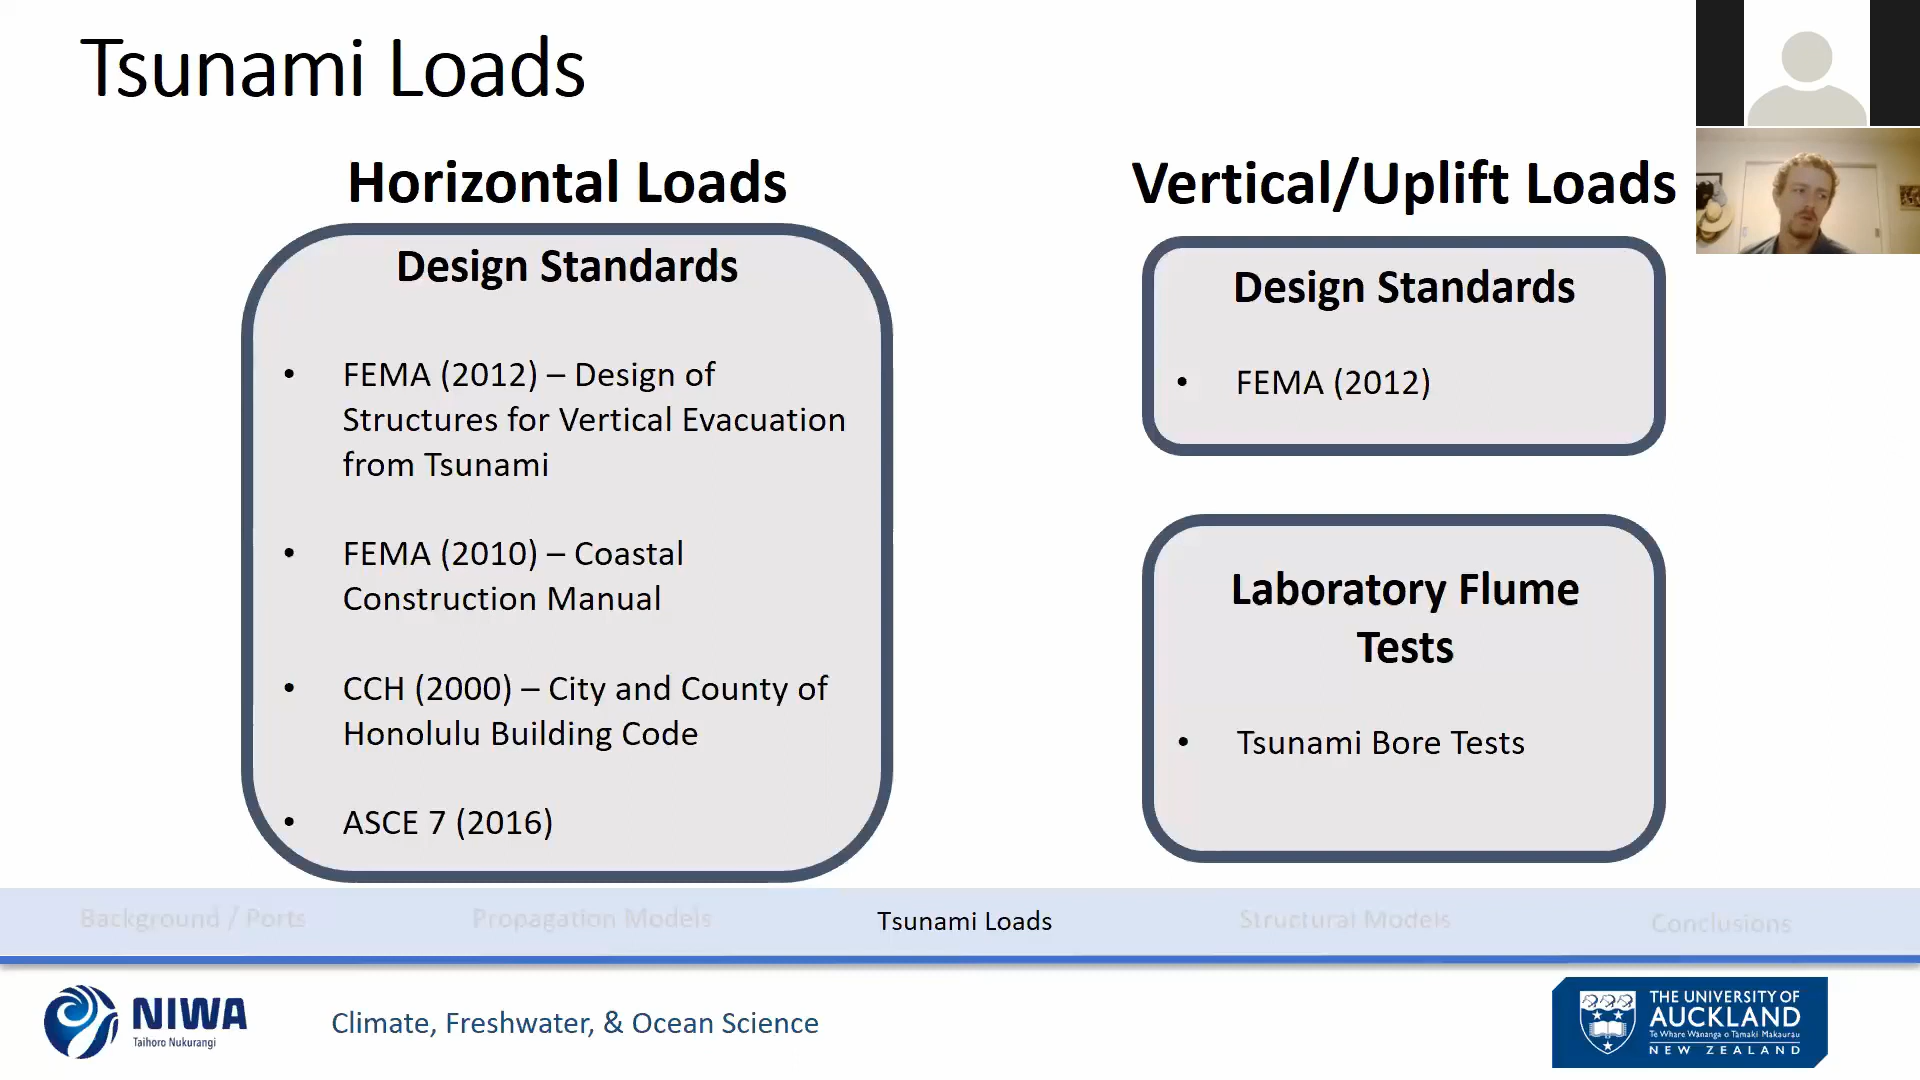 Tsunami Loads
Horizontal Loads
Design Standards
• FEMA (2012) – Design of
Structures for Vertical Evacuation
from Tsunami
• FEMA (2010) – Coastal
Construction Manual
• CCH (2000) – City and County of
Honolulu Building Code
• ASCE 7 (2016)
Vertical/Uplift Loads
Design Standards
• FEMA (2012)
Laboratory Flume
Tests
• Tsunami Bore Tests
Background / Ports
Propagation Models
Tsunami Loads
Structural Models
Conclusions
NIWA
Taihoro Nukurangi
Climate, Freshwater, & Ocean Science
THE UNIVERSITY OF
AUCKLAND
Te Whare Wānanga o Tāmaki Makaurau
NEW ZEALAND